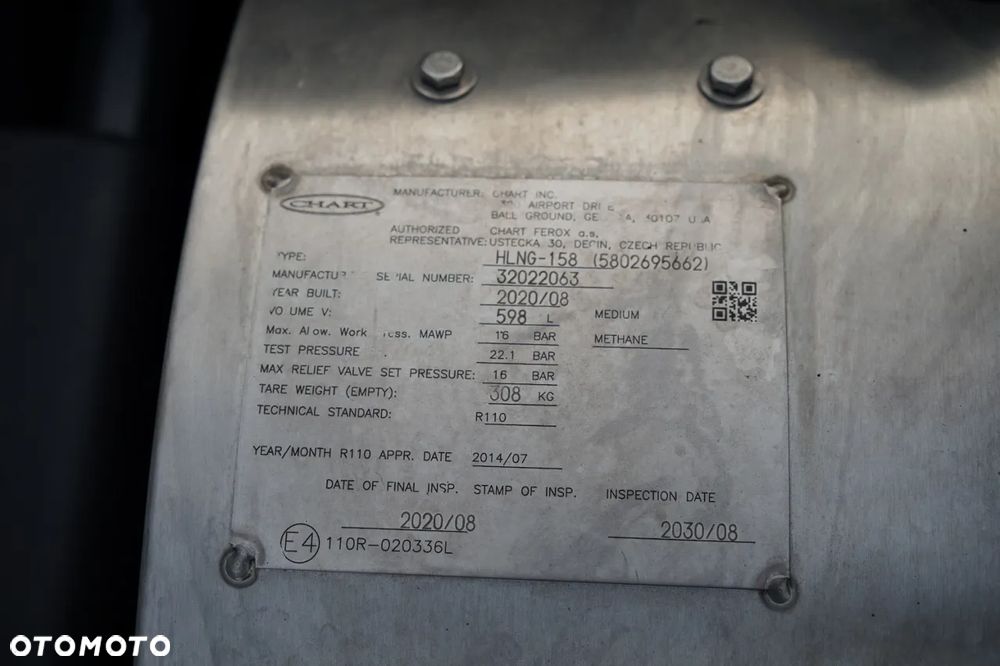 CHART
MANUFACTURER: CHART INC.
AIRPORT
BALL GROUND, U A
AUTHORIZED CHART FEROX a.s,
REPRESENTATIVE: USTECKA 30, DECIN, CZECH REPUBLIC
TYPE: HLNG-158 (5802695662)
NUMBER: 32022063
YEAR BUILT: 2020/08
V: 598 L MEDIUM
Max. Work MAWP 16 BAR METHANE
TEST PRESSURE 22.1 BAR
MAX RELIEF VALVE SET PRESSURE: 16 BAR
TARE WEIGHT (EMPTY): 308 KG
TECHNICAL STANDARD: R110
YEAR/MONTH R110 APPR. DATE 2014/07
DATE OF FINAL INSP. STAMP OF INSP. INSPECTION DATE
2020/08 2030/08
E4 110R-020336L
OTOMOTO